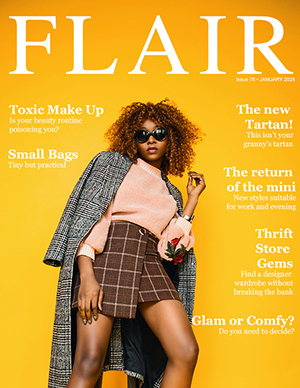 FLAIR
Issue 78 • JANUARY 2025
Toxic Make Up
Is your beauty routine
poisoning you?
Small Bags
Tiny but practical
The new
Tartan!
This isn't your
granny's tartan
The return
of the mini
New styles suitable
for work and evening
Thrift
Store
Gems
Find a designer
wardrobe without
breaking the bank
Glam or Comfy?
Do you need to decide?